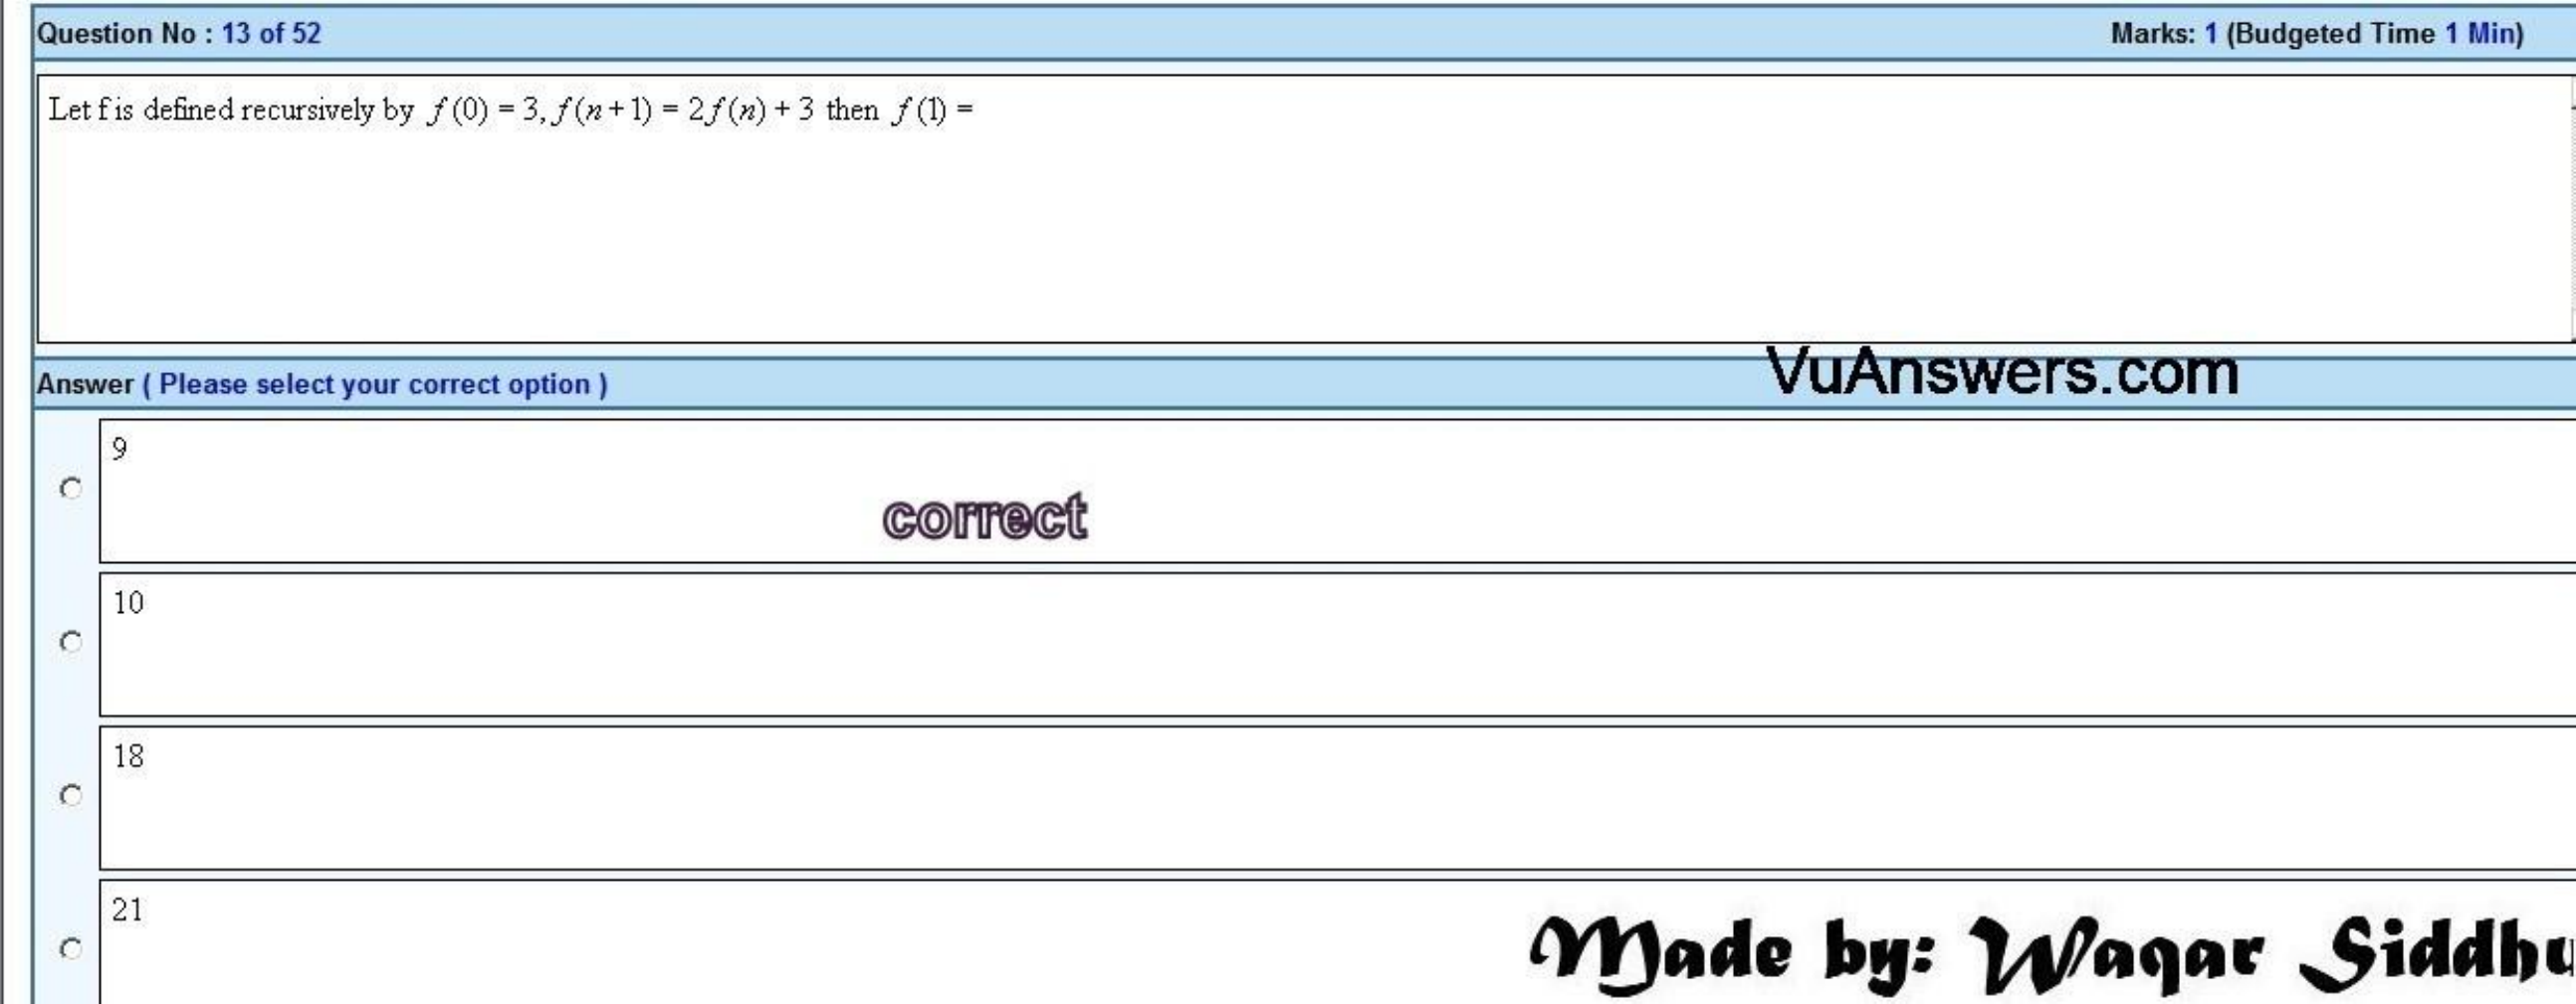 Question No : 13 of 52 Marks: 1 (Budgeted Time 1 Min)
Let f is defined recursively by f(0) = 3, f(n+1) = 2f(n) + 3 then f(1) =
VuAnswers.com
Answer ( Please select your correct option )
9
correct
10
18
21
Made by: Waqar Siddhu